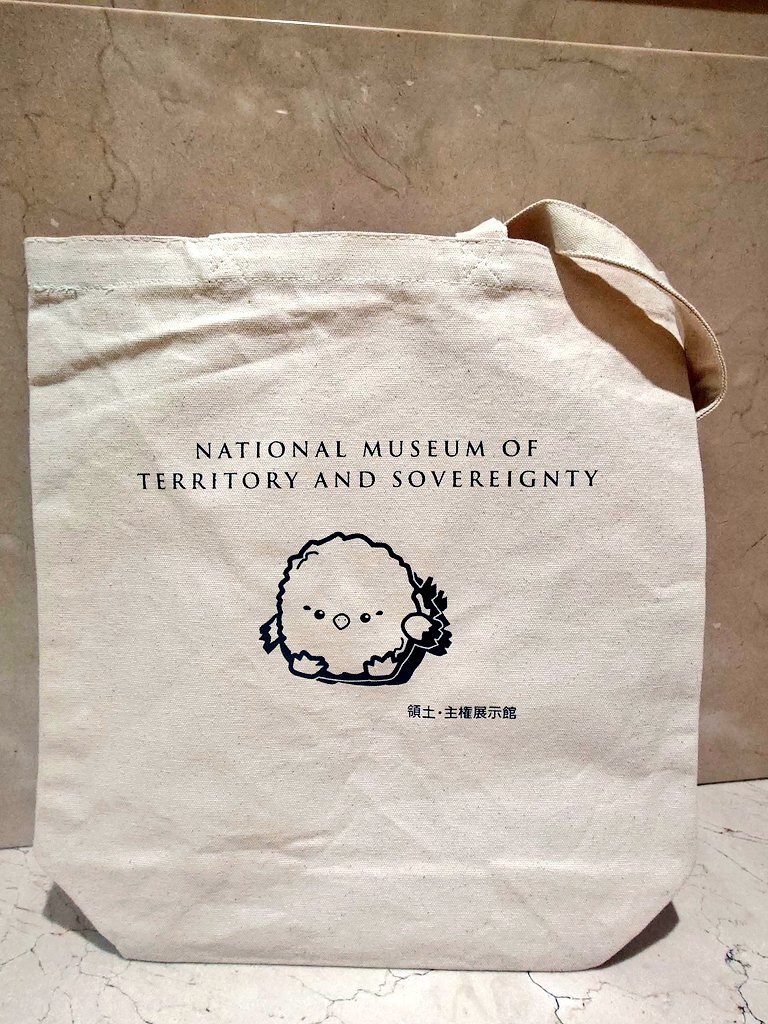 NATIONAL MUSEUM OF
TERRITORY AND SOVEREIGNTY
領土・主権展示館